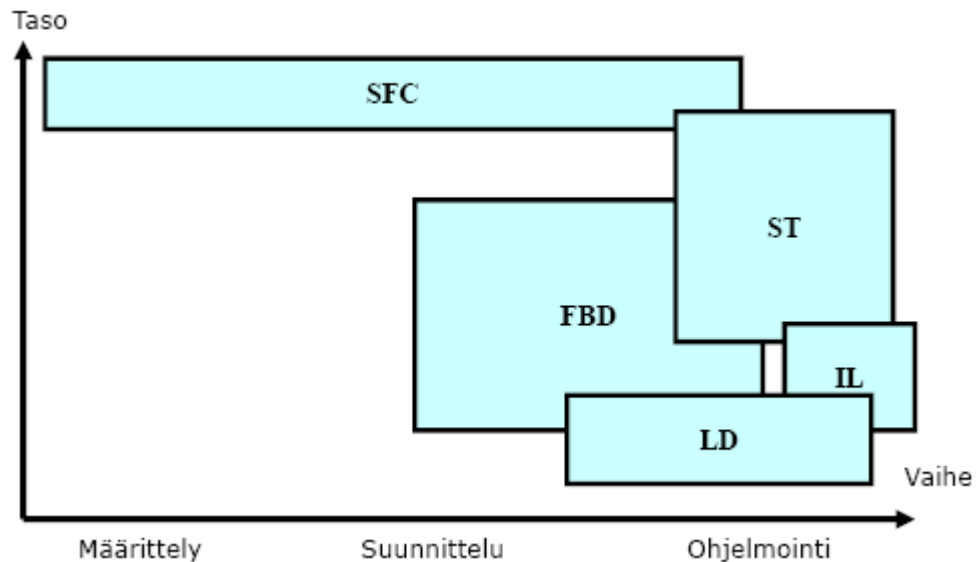 Taso
SFC
ST
FBD
IL
LD
Vaihe
Määrittely
Suunnittelu
Ohjelmointi